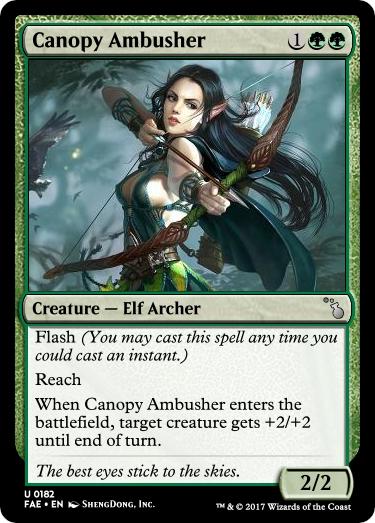 Canopy Ambusher 1
Creature — Elf Archer
Flash (You may cast this spell any time you
could cast an instant.)
Reach
When Canopy Ambusher enters the
battlefield, target creature gets +2/+2
until end of turn.
The best eyes stick to the skies.
2/2
U 0182
FAE • EN ShengDong, Inc.
™ & © 2017 Wizards of the Coast